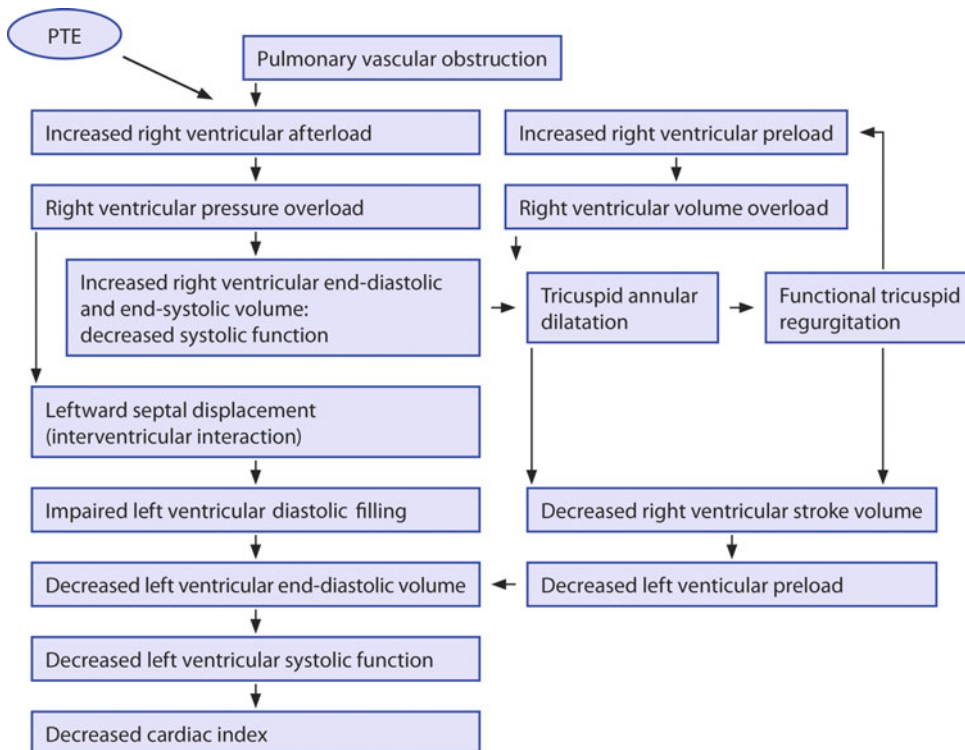 PTE
Pulmonary vascular obstruction
Increased right ventricular afterload
Increased right ventricular preload
Right ventricular pressure overload
Right ventricular volume overload
Increased right ventricular end-diastolic
and end-systolic volume:
decreased systolic function
Tricuspid annular
dilatation
Functional tricuspid
regurgitation
Leftward septal displacement
(interventricular interaction)
Impaired left ventricular diastolic filling
Decreased right ventricular stroke volume
Decreased left ventricular end-diastolic volume
Decreased left venticular preload
Decreased left ventricular systolic function
Decreased cardiac index